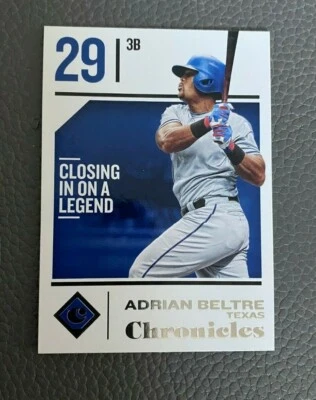 29
3B
CLOSING
IN ON A
LEGEND
ADRIAN BELTRE
TEXAS
Chronicles